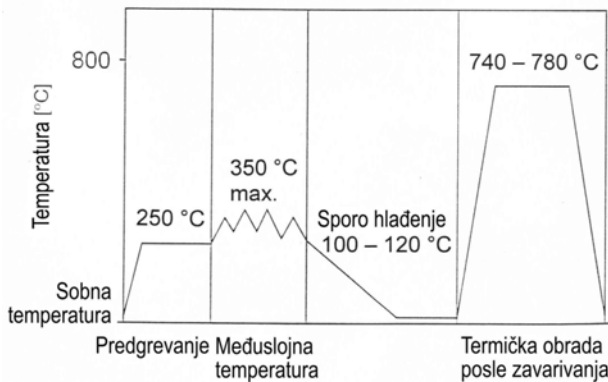 800
Temperatura [°C]
740 – 780 °C
350 °C
max.
250 °C
Sporo hlađenje
100 – 120 °C
Sobna
temperatura
Predgrevanje
Međuslojna
temperatura
Termička obrada
posle zavarivanja